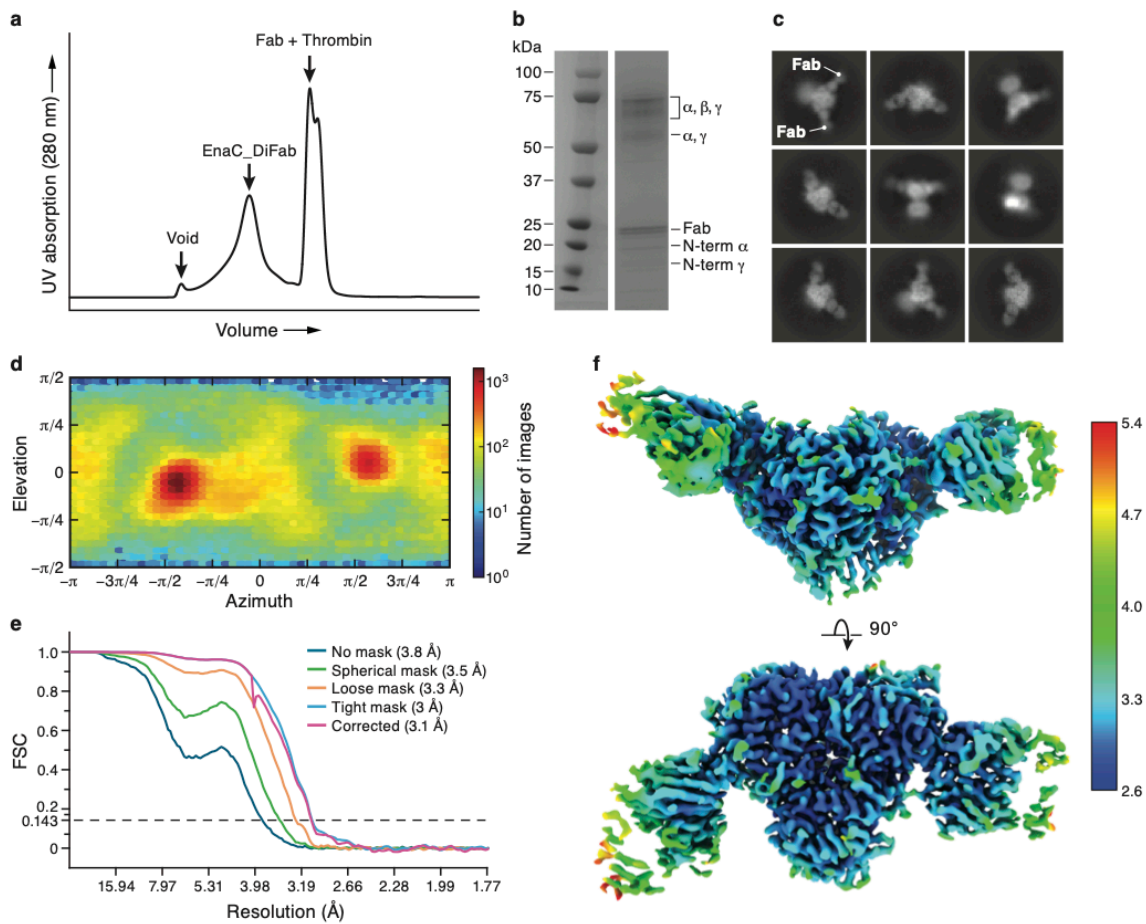 a
UV absorption (280 nm)
Void
EnaC_DiFab
Fab + Thrombin
Volume
b
kDa
100
75
50
37
25
20
15
10
α, β, γ
α, γ
Fab
N-term α
N-term γ
c
Fab
Fab
d
Elevation
π/2
π/4
0
−π/4
−π/2
−π
−3π/4
−π/2
−π/4
0
π/4
π/2
3π/4
π
Azimuth
10³
10²
10¹
10⁰
Number of images
e
FSC
1.0
0.8
0.6
0.4
0.2
0.143
0
15.94
7.97
5.31
3.98
3.19
2.66
2.28
1.99
1.77
Resolution (Å)
No mask (3.8 Å)
Spherical mask (3.5 Å)
Loose mask (3.3 Å)
Tight mask (3 Å)
Corrected (3.1 Å)
f
90°
5.4
4.7
4.0
3.3
2.6